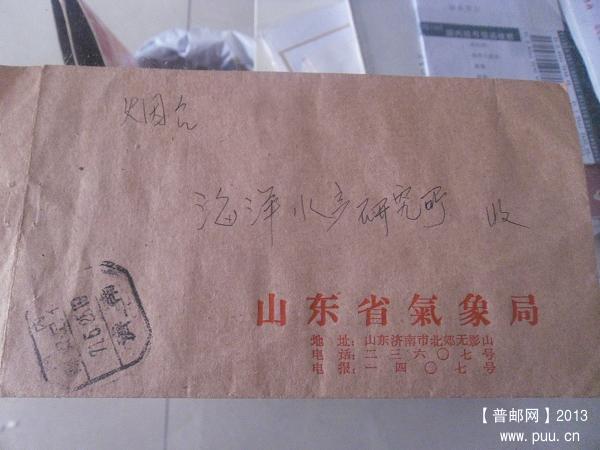 烟台
海洋水产研究所 收
山东省氣象局
地址:山东济南市北郊无影山
电话:二三六〇七号
电报:一四〇七号
【普邮网】2013
www.puu.cn